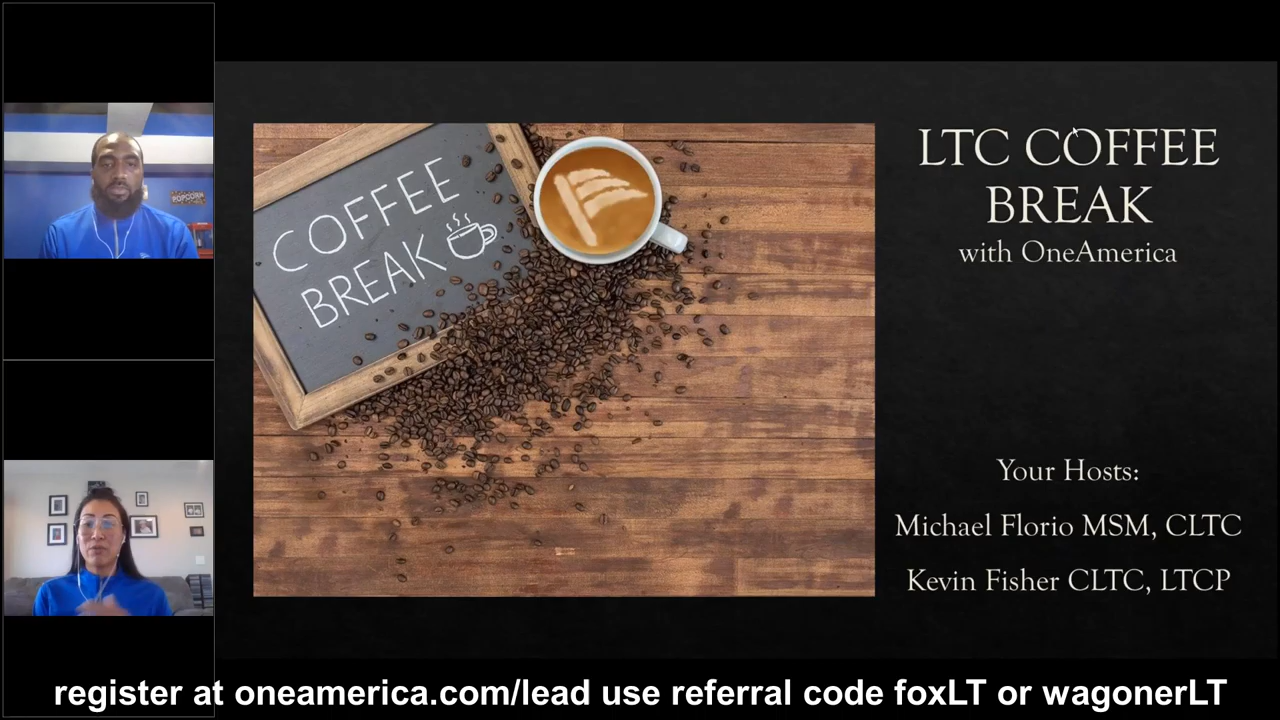 COFFEE
BREAK
LTC COFFEE
BREAK
with OneAmerica
Your Hosts:
Michael Florio MSM, CLTC
Kevin Fisher CLTC, LTCP
POPCORN
register at oneamerica.com/lead use referral code foxLT or wagonerLT